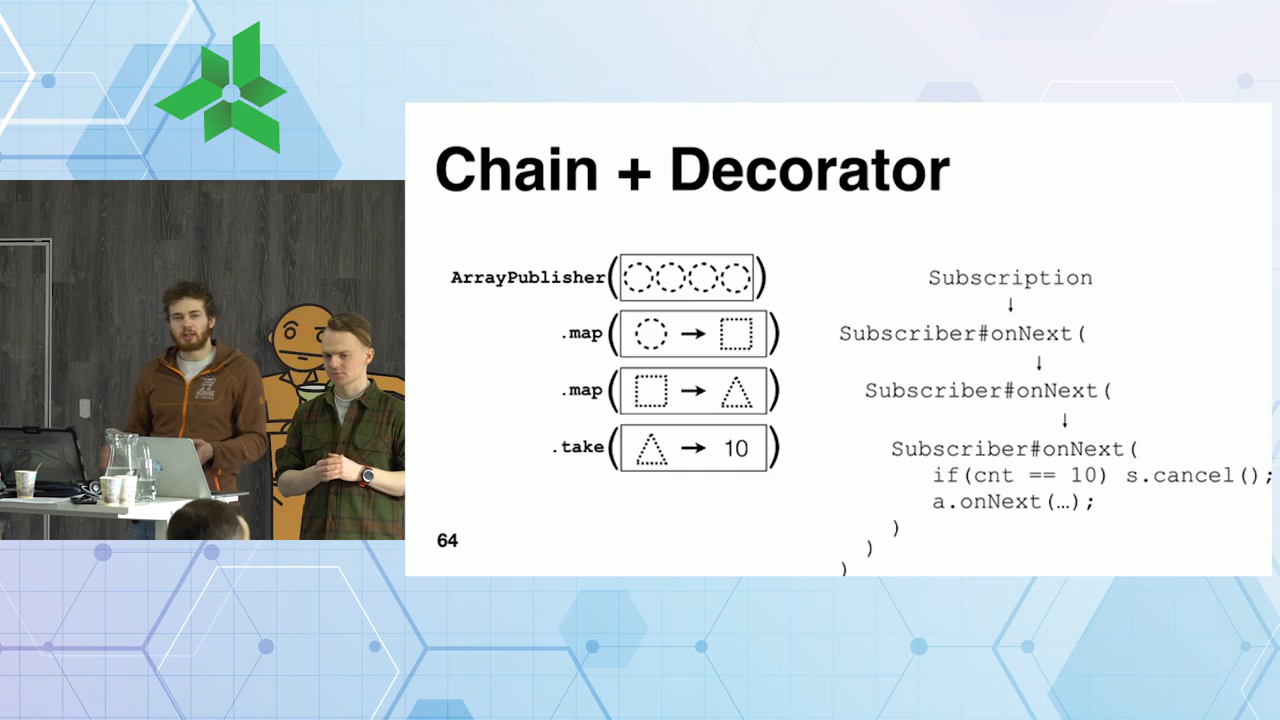 Chain + Decorator
ArrayPublisher( )
.map( → )
.map( → )
.take( → 10 )
Subscription
↓
Subscriber#onNext(
↓
Subscriber#onNext(
↓
Subscriber#onNext(
if(cnt == 10) s.cancel();
a.onNext(…);
)
)
)
64